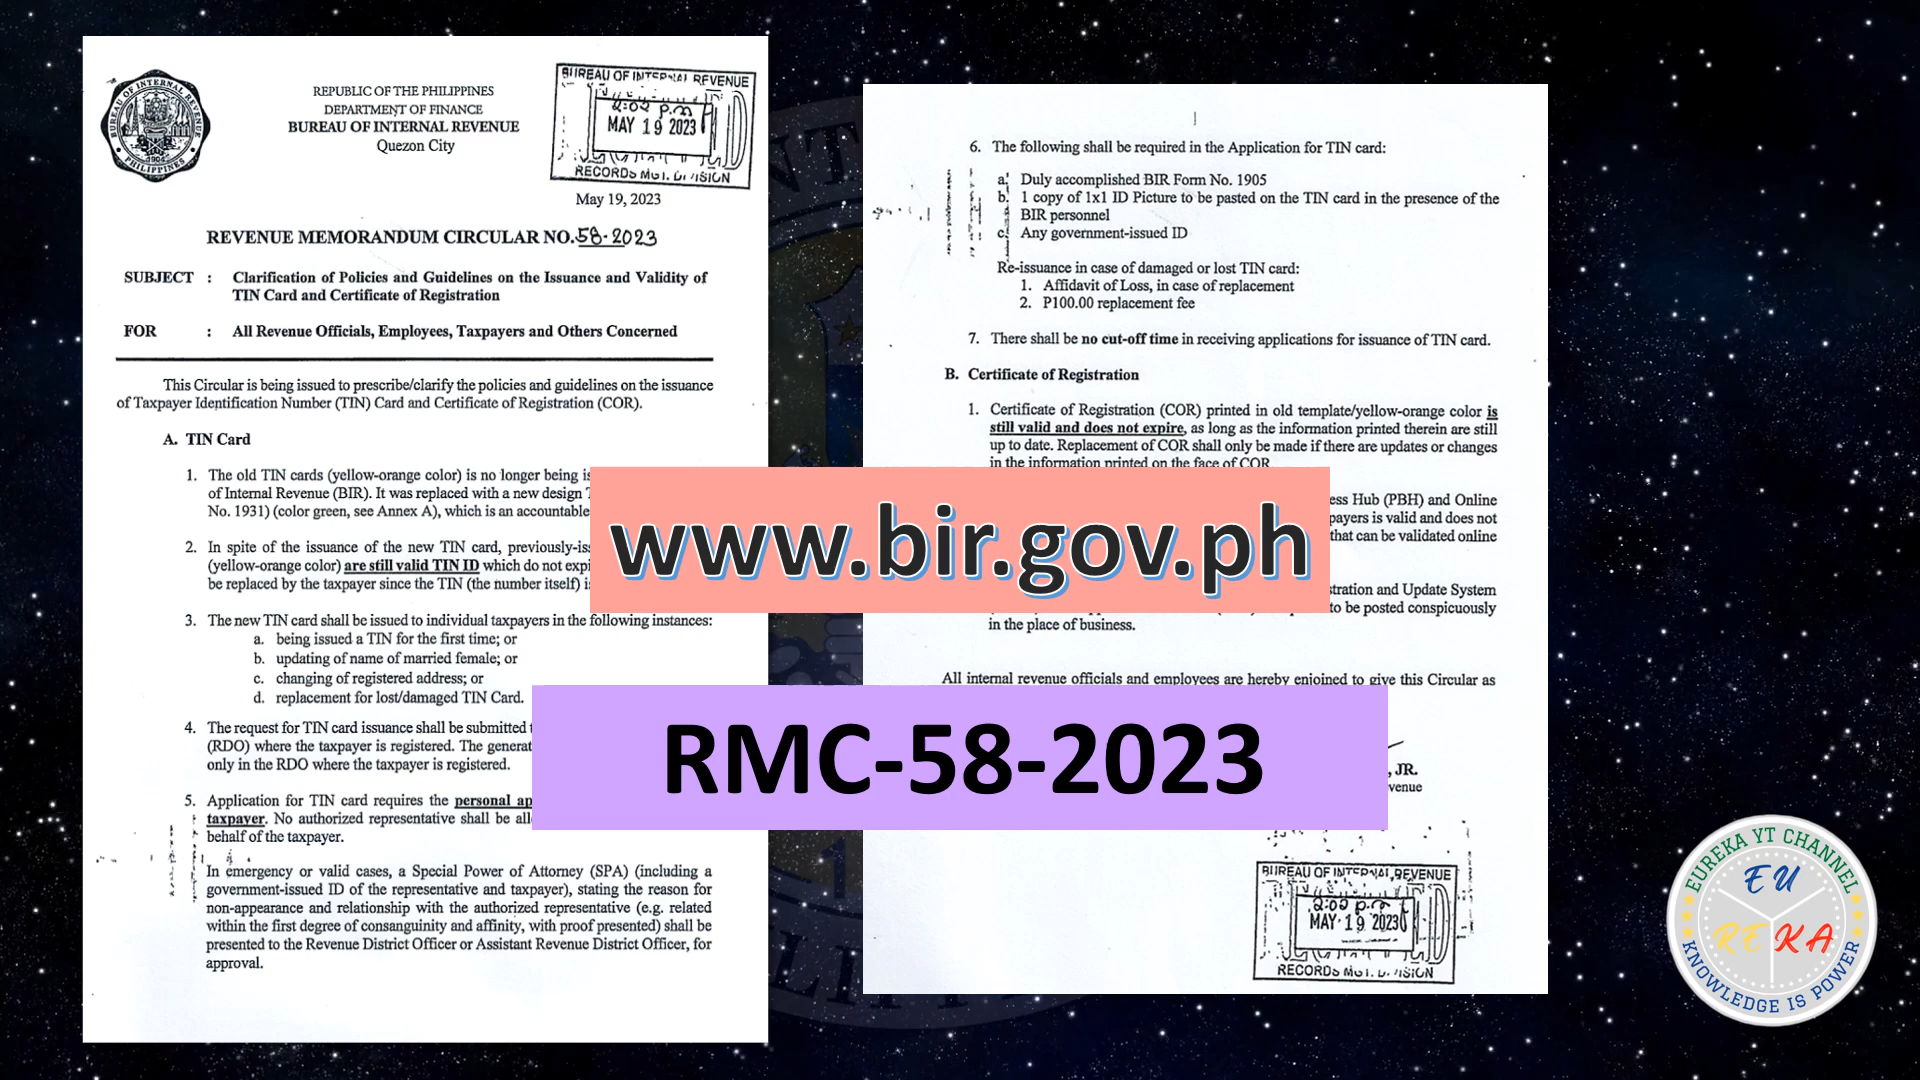 BUREAU OF INTERNAL REVENUE
PHILIPPINES
1904
REPUBLIC OF THE PHILIPPINES
DEPARTMENT OF FINANCE
BUREAU OF INTERNAL REVENUE
Quezon City
BUREAU OF INTERNAL REVENUE
2:02 P.m
MAY 19 2023
RECORDS MGT. DIVISION
May 19, 2023
REVENUE MEMORANDUM CIRCULAR NO. 58-2023
SUBJECT : Clarification of Policies and Guidelines on the Issuance and Validity of
TIN Card and Certificate of Registration
FOR : All Revenue Officials, Employees, Taxpayers and Others Concerned
This Circular is being issued to prescribe/clarify the policies and guidelines on the issuance
of Taxpayer Identification Number (TIN) Card and Certificate of Registration (COR).
A. TIN Card
1. The old TIN cards (yellow-orange color) is no longer being
of Internal Revenue (BIR). It was replaced with a new design
No. 1931) (color green, see Annex A), which is an accountable
2. In spite of the issuance of the new TIN card,
(yellow-orange color) are still valid TIN ID which do not
be replaced by the taxpayer since the TIN (the number itself)
3. The new TIN card shall be issued to individual taxpayers in the following instances:
a. being issued a TIN for the first time; or
b. updating of name of married female; or
c. changing of registered address; or
d. replacement for lost/damaged TIN Card.
4. The request for TIN card issuance shall be submitted
(RDO) where the taxpayer is registered. The
only in the RDO where the taxpayer is registered.
5. Application for TIN card requires the personal
taxpayer. No authorized representative shall be
behalf of the taxpayer.
In emergency or valid cases, a Special Power of Attorney (SPA) (including a
government-issued ID of the representative and taxpayer), stating the reason for
non-appearance and relationship with the authorized representative (e.g. related
within the first degree of consanguinity and affinity, with proof presented) shall be
presented to the Revenue District Officer or Assistant Revenue District Officer, for
approval.
6. The following shall be required in the Application for TIN card:
a. Duly accomplished BIR Form No. 1905
b. 1 copy of 1x1 ID Picture to be pasted on the TIN card in the presence of the
BIR personnel
c. Any government-issued ID
Re-issuance in case of damaged or lost TIN card:
1. Affidavit of Loss, in case of replacement
2. P100.00 replacement fee
7. There shall be no cut-off time in receiving applications for issuance of TIN card.
B. Certificate of Registration
1. Certificate of Registration (COR) printed in old template/yellow-orange color is
still valid and does not expire, as long as the information printed therein are still
up to date. Replacement of COR shall only be made if there are updates or changes
in the information printed on the face of COR.
Hub (PBH) and Online
is valid and does not
that can be validated online
and Update System
to be posted conspicuously
in the place of business.
All internal revenue officials and employees are hereby enjoined to give this Circular as
, JR.
BUREAU OF INTERNAL REVENUE
2:02 P.m
MAY 19 2023
RECORDS MGT. DIVISION
www.bir.gov.ph
RMC-58-2023
EUREKA YT CHANNEL
EU
RE KA
KNOWLEDGE IS POWER